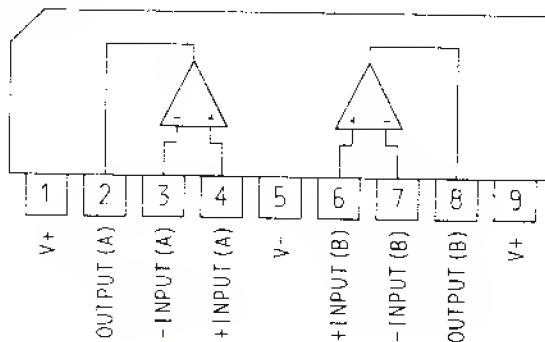 - +
+ -
1 2 3 4 5 6 7 8 9
V+
OUTPUT (A)
-INPUT (A)
+INPUT (A)
V-
+INPUT (B)
-INPUT (B)
OUTPUT (B)
V+